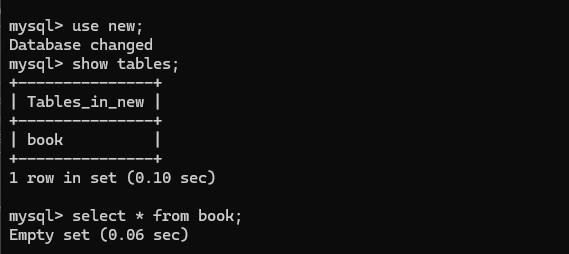 mysql> use new;
Database changed
mysql> show tables;
+---------------+
| Tables_in_new |
+---------------+
| book          |
+---------------+
1 row in set (0.10 sec)

mysql> select * from book;
Empty set (0.06 sec)